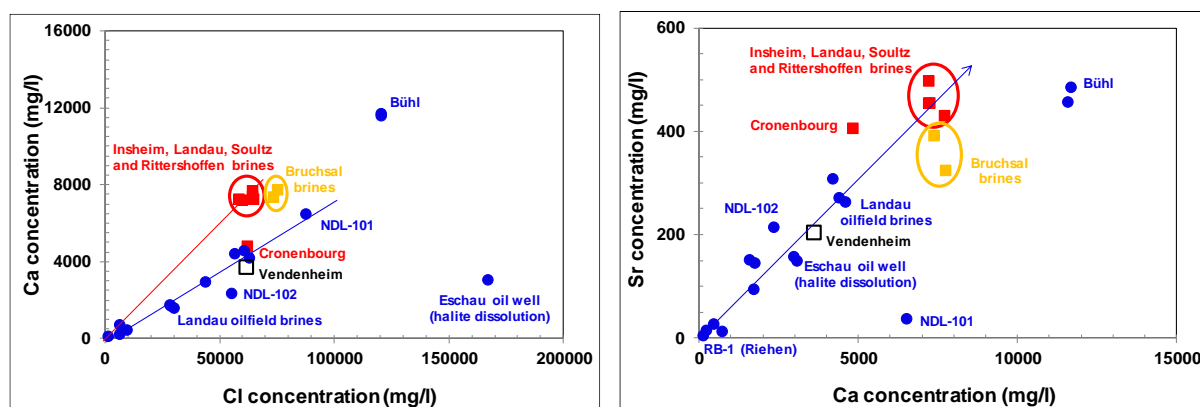 16000
12000
8000
4000
0
Ca concentration (mg/l)
Bühl
Insheim, Landau, Soultz
and Rittershoffen brines
Bruchsal
brines
NDL-101
Cronenbourg
Vendenheim
NDL-102
Landau oilfield brines
Eschau oil well
(halite dissolution)
0
50000
100000
150000
200000
Cl concentration (mg/l)
600
400
200
0
Sr concentration (mg/l)
Insheim, Landau, Soultz
and Rittershoffen brines
Bühl
Cronenbourg
Bruchsal
brines
NDL-102
Landau
oilfield brines
Vendenheim
Eschau oil well
(halite dissolution)
NDL-101
RB-1 (Riehen)
0
5000
10000
15000
Ca concentration (mg/l)